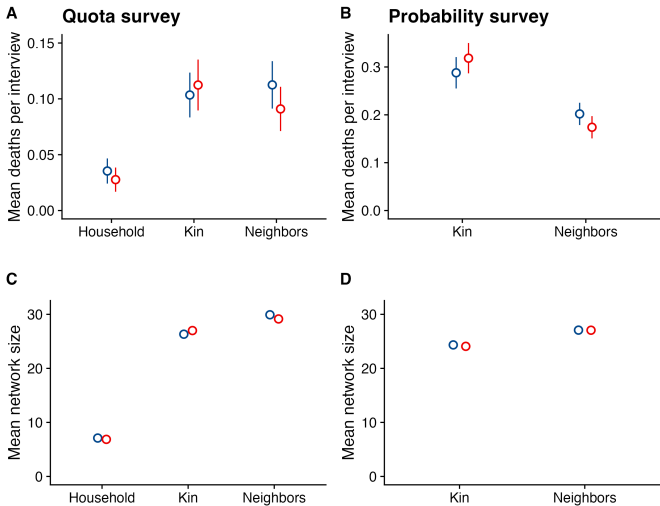 A Quota survey
B Probability survey
Mean deaths per interview
0.15
0.10
0.05
0.00
Household Kin Neighbors
Mean deaths per interview
0.3
0.2
0.1
0.0
Kin Neighbors
C
Mean network size
30
20
10
0
Household Kin Neighbors
D
Mean network size
30
20
10
0
Kin Neighbors